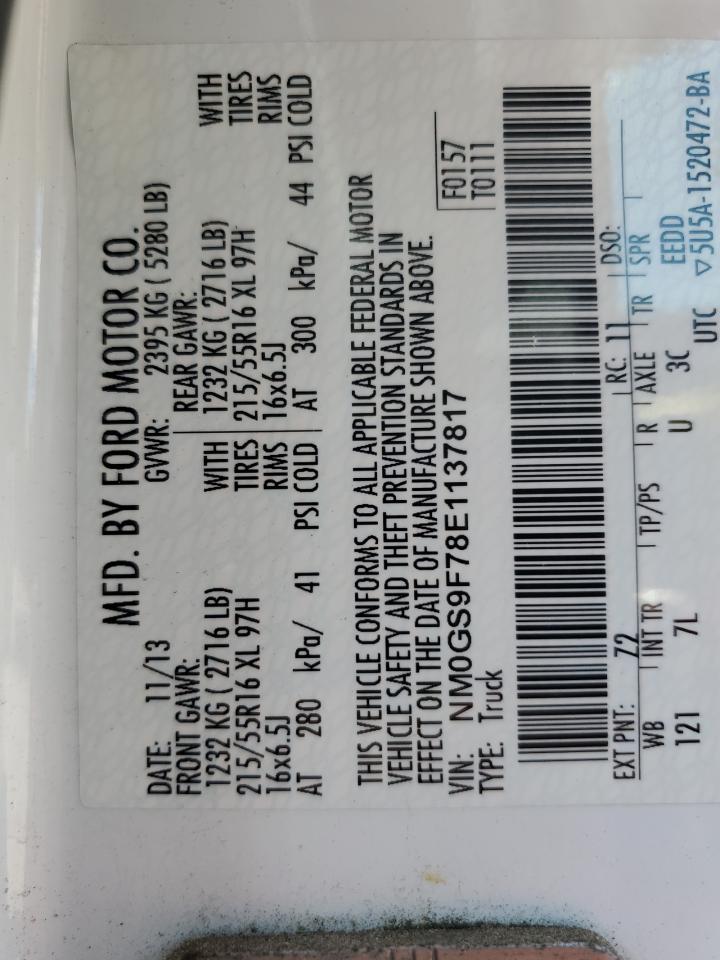 MFD. BY FORD MOTOR CO.
DATE: 11/13 GVWR: 2395 KG ( 5280 LB)
FRONT GAWR: REAR GAWR:
1232 KG ( 2716 LB) WITH 1232 KG ( 2716 LB) WITH
215/55R16 XL 97H TIRES 215/55R16 XL 97H TIRES
16x6.5J RIMS 16x6.5J RIMS
AT 280 kPa/ 41 PSI COLD AT 300 kPa/ 44 PSI COLD
THIS VEHICLE CONFORMS TO ALL APPLICABLE FEDERAL MOTOR
VEHICLE SAFETY AND THEFT PREVENTION STANDARDS IN
EFFECT ON THE DATE OF MANUFACTURE SHOWN ABOVE.
VIN: NM0GS9F78E1137817 F0157
TYPE: Truck T0111
EXT PNT: Z2 RC: 11 DSO:
WB INT TR TP/PS R AXLE TR SPR
121 7L U 3C EEDD
UTC ▽5U5A-1520472-BA